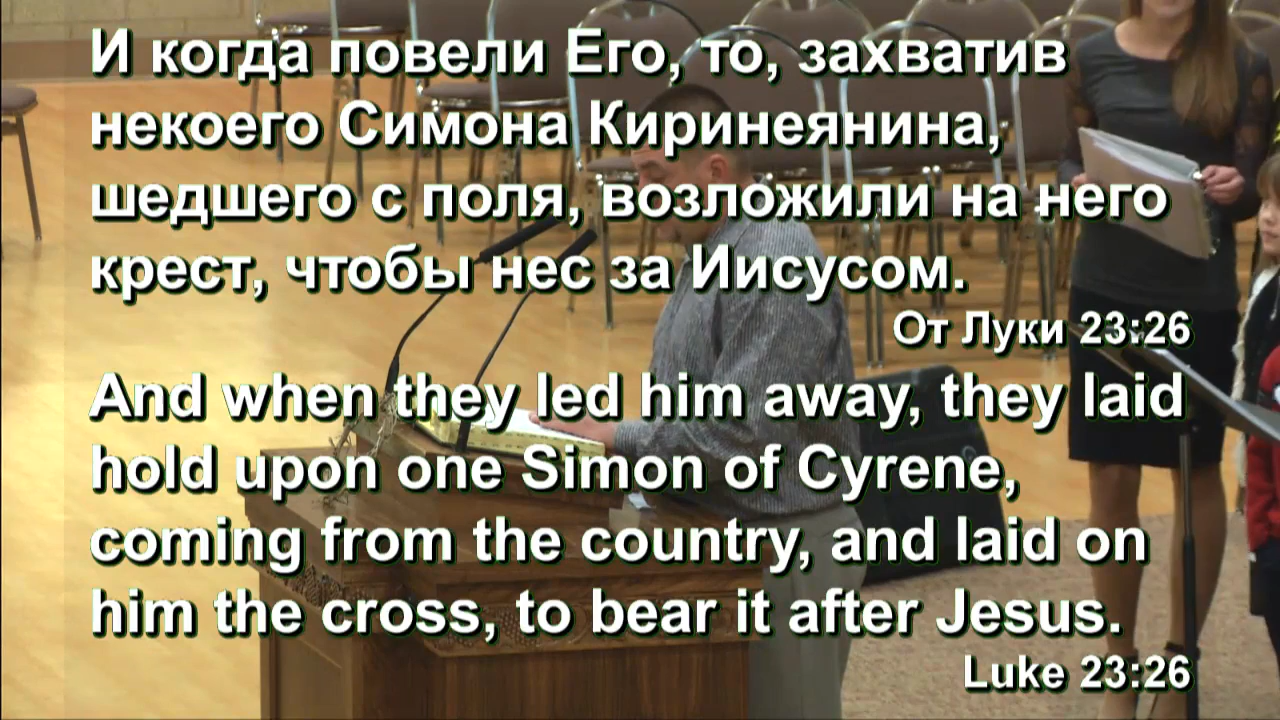 И когда повели Его, то, захватив
некоего Симона Киринеянина,
шедшего с поля, возложили на него
крест, чтобы нес за Иисусом.
От Луки 23:26
And when they led him away, they laid
hold upon one Simon of Cyrene,
coming from the country, and laid on
him the cross, to bear it after Jesus.
Luke 23:26